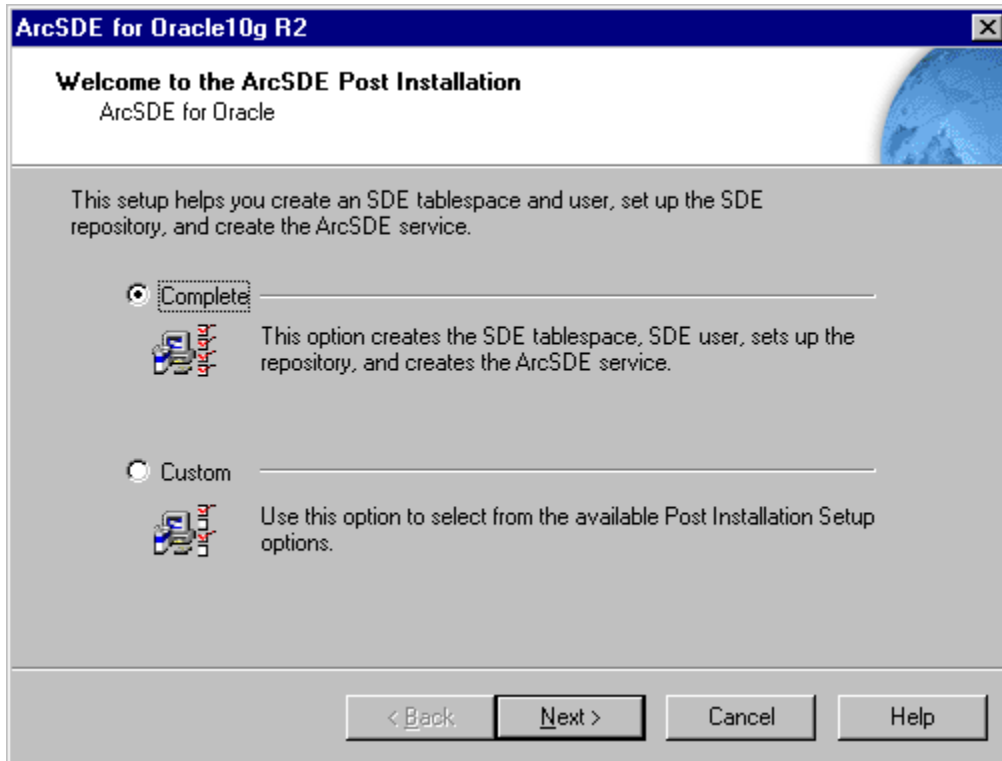 ArcSDE for Oracle10g R2
Welcome to the ArcSDE Post Installation
ArcSDE for Oracle
This setup helps you create an SDE tablespace and user, set up the SDE
repository, and create the ArcSDE service.
Complete
This option creates the SDE tablespace, SDE user, sets up the
repository, and creates the ArcSDE service.
Custom
Use this option to select from the available Post Installation Setup
options.
< Back Next > Cancel Help